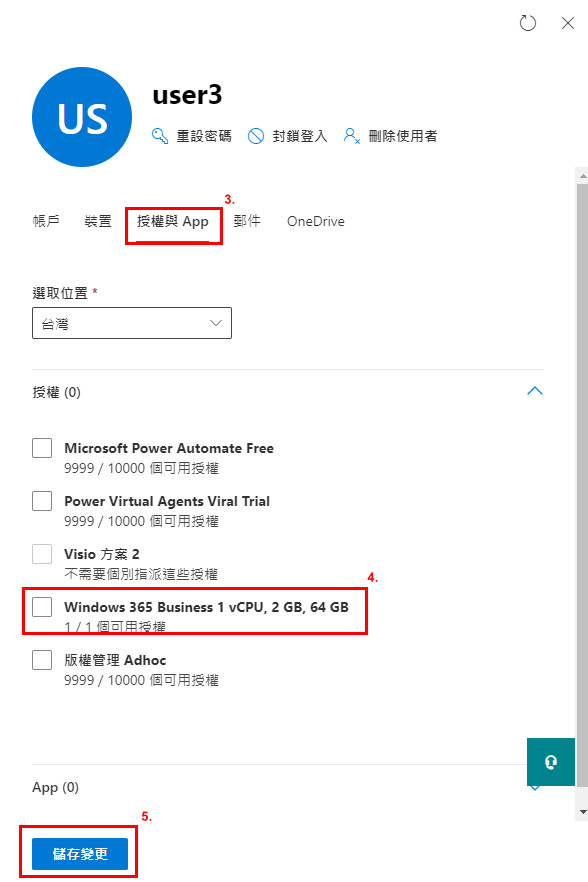 US
user3
重設密碼 封鎖登入 刪除使用者
3.
帳戶 裝置 授權與 App 郵件 OneDrive
選取位置 *
台灣
授權 (0)
Microsoft Power Automate Free
9999 / 10000 個可用授權
Power Virtual Agents Viral Trial
9999 / 10000 個可用授權
Visio 方案 2
不需要個別指派這些授權
4.
Windows 365 Business 1 vCPU, 2 GB, 64 GB
1 / 1 個可用授權
版權管理 Adhoc
9999 / 10000 個可用授權
App (0)
5.
儲存變更